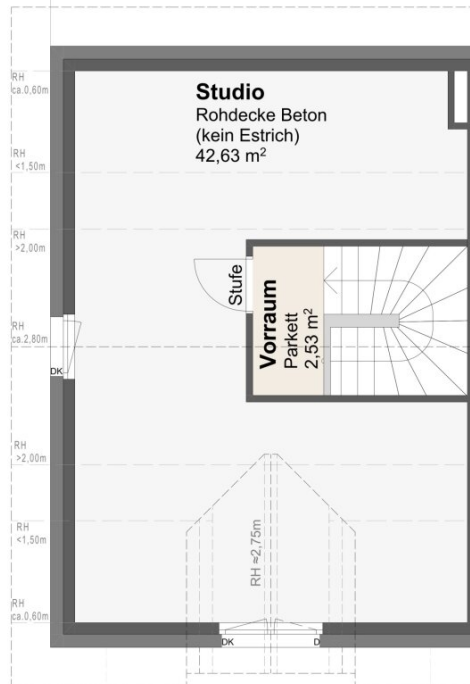 Studio
Rohdecke Beton
(kein Estrich)
42,63 m²
RH
ca.0,60m
RH
<1,50m
RH
>2,00m
Stufe
Vorraum
Parkett
2,53 m²
RH
ca.2,80m
DK
RH
>2,00m
RH
<1,50m
RH ≈2,75m
RH
ca.0,60m
DK
D